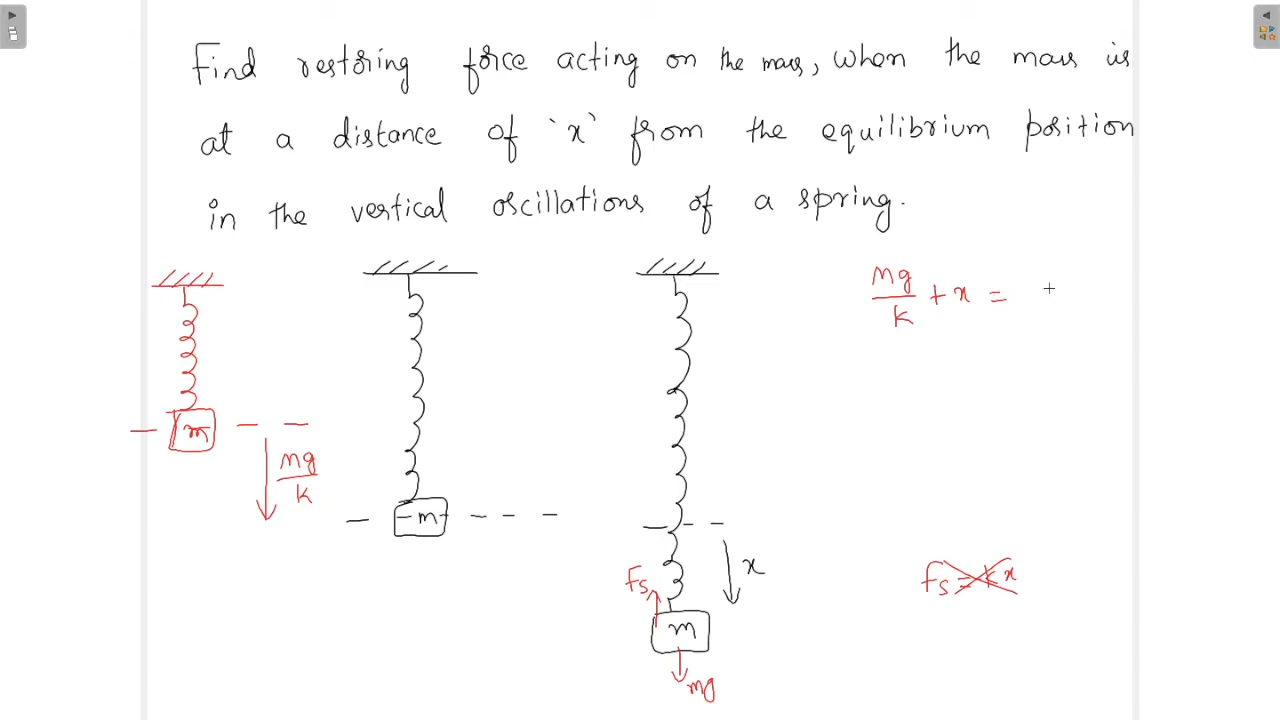 Find restoring force acting on the mass, when the mass is
at a distance of 'x' from the equilibrium position
in the vertical oscillations of a spring.
mg/k + x =
m
mg/k
m
x
fs
fs = kx
m
mg